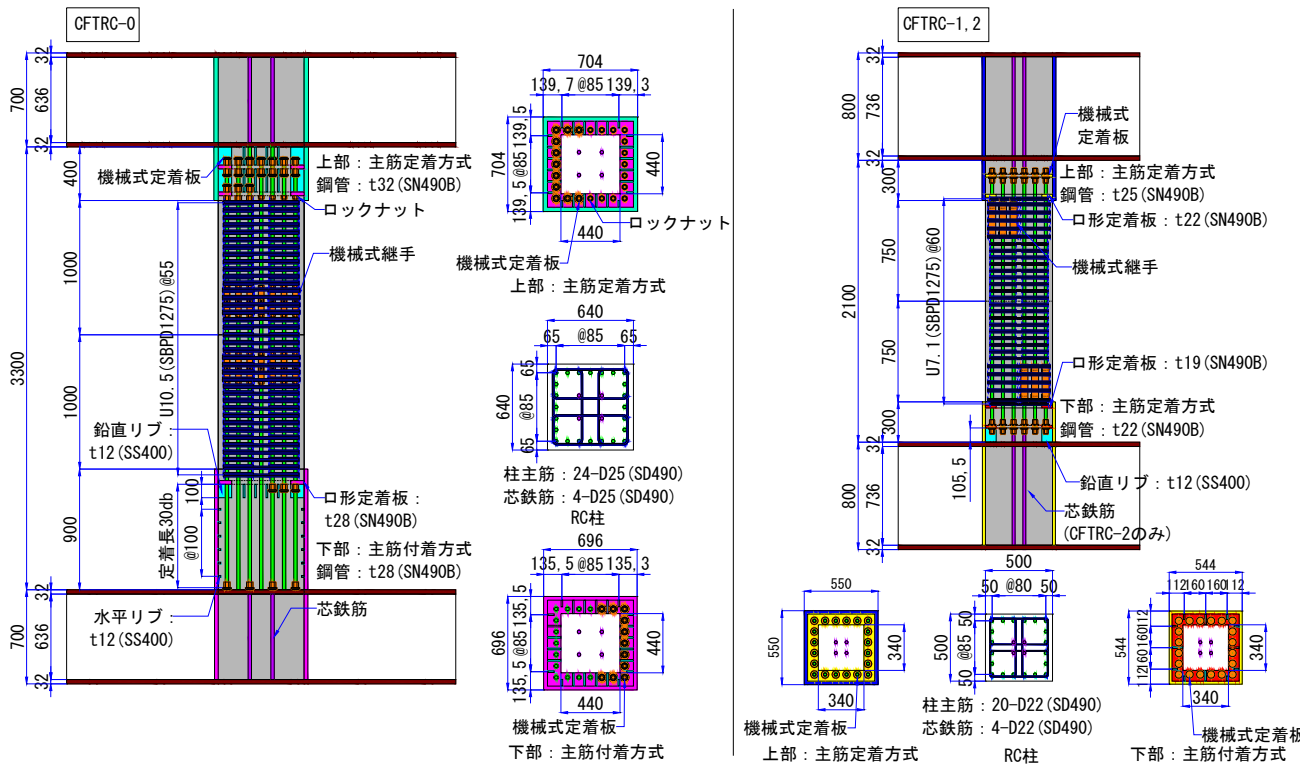 CFTRC-0
32
636
32
700
400
1000
1000
900
3300
32
636
32
700
機械式定着板
上部：主筋定着方式
鋼管：t32(SN490B)
ロックナット
機械式継手
U10.5(SBPD1275)@55
鉛直リブ：
t12(SS400)
100
@100
定着長30db
ロ形定着板：
t28(SN490B)
下部：主筋付着方式
鋼管：t28(SN490B)
水平リブ：
t12(SS400)
芯鉄筋
704
139,7 @85 139,3
704
139,5
@85
139,5
139,5
440
440
ロックナット
機械式定着板
上部：主筋定着方式
640
65 @85 65
640
65
@85
65
柱主筋：24-D25(SD490)
芯鉄筋：4-D25(SD490)
RC柱
696
135,5 @85 135,3
696
135,5
@85
135,5
135,5
440
440
機械式定着板
下部：主筋付着方式
CFTRC-1,2
32
736
32
800
300
750
750
300
2100
32
736
32
800
機械式
定着板
上部：主筋定着方式
鋼管：t25(SN490B)
ロ形定着板：t22(SN490B)
機械式継手
U7.1(SBPD1275)@60
ロ形定着板：t19(SN490B)
下部：主筋定着方式
鋼管：t22(SN490B)
105,5
鉛直リブ：t12(SS400)
芯鉄筋
(CFTRC-2のみ)
550
550
340
340
機械式定着板
上部：主筋定着方式
500
50 @80 50
500
50
@85
50
柱主筋：20-D22(SD490)
芯鉄筋：4-D22(SD490)
RC柱
544
112 160 160 112
544
112
160
160
112
340
340
機械式定着板
下部：主筋付着方式